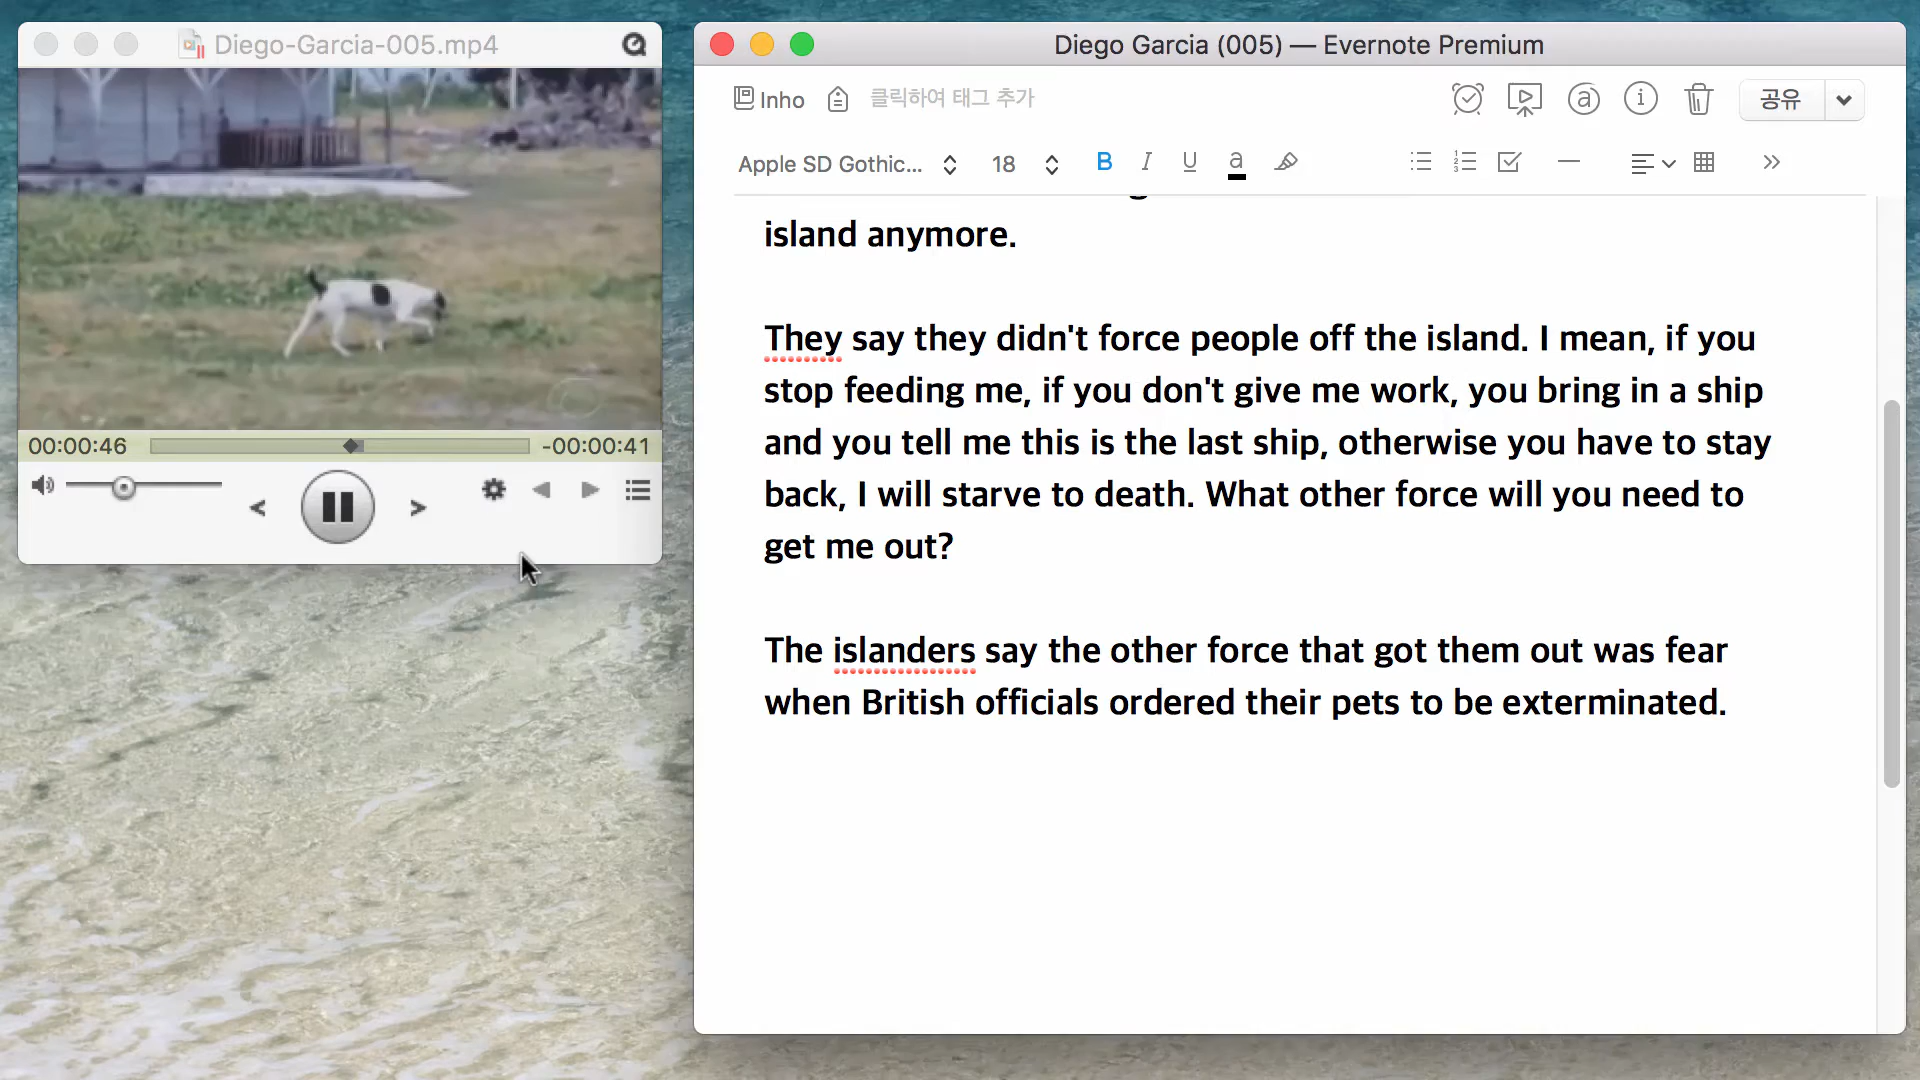 Diego-Garcia-005.mp4
00:00:46
-00:00:41
Diego Garcia (005) — Evernote Premium
Inho
클릭하여 태그 추가
공유
Apple SD Gothic...
18
B I U a
island anymore.
They say they didn't force people off the island. I mean, if you
stop feeding me, if you don't give me work, you bring in a ship
and you tell me this is the last ship, otherwise you have to stay
back, I will starve to death. What other force will you need to
get me out?
The islanders say the other force that got them out was fear
when British officials ordered their pets to be exterminated.